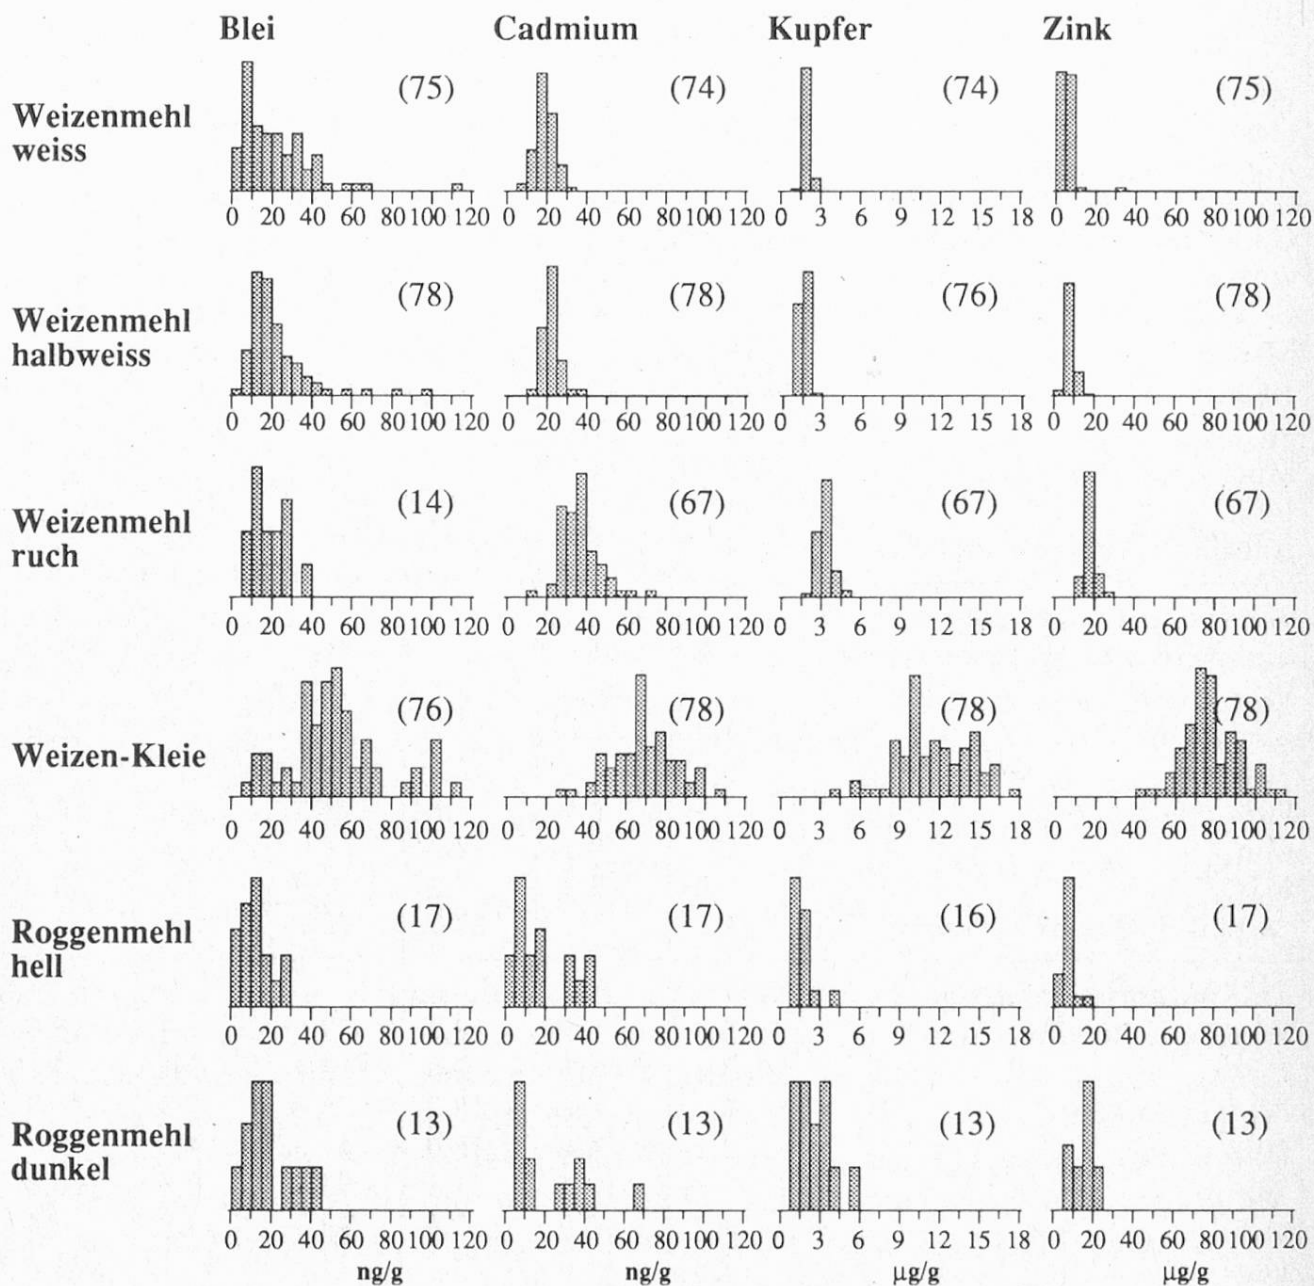 Blei Cadmium Kupfer Zink
Weizenmehl
weiss
(75) (74) (74) (75)
0 20 40 60 80 100 120 0 20 40 60 80 100 120 0 3 6 9 12 15 18 0 20 40 60 80 100 120
Weizenmehl
halbweiss
(78) (78) (76) (78)
0 20 40 60 80 100 120 0 20 40 60 80 100 120 0 3 6 9 12 15 18 0 20 40 60 80 100 120
Weizenmehl
ruch
(14) (67) (67) (67)
0 20 40 60 80 100 120 0 20 40 60 80 100 120 0 3 6 9 12 15 18 0 20 40 60 80 100 120
Weizen-Kleie
(76) (78) (78) (78)
0 20 40 60 80 100 120 0 20 40 60 80 100 120 0 3 6 9 12 15 18 0 20 40 60 80 100 120
Roggenmehl
hell
(17) (17) (16) (17)
0 20 40 60 80 100 120 0 20 40 60 80 100 120 0 3 6 9 12 15 18 0 20 40 60 80 100 120
Roggenmehl
dunkel
(13) (13) (13) (13)
0 20 40 60 80 100 120 0 20 40 60 80 100 120 0 3 6 9 12 15 18 0 20 40 60 80 100 120
ng/g ng/g µg/g µg/g